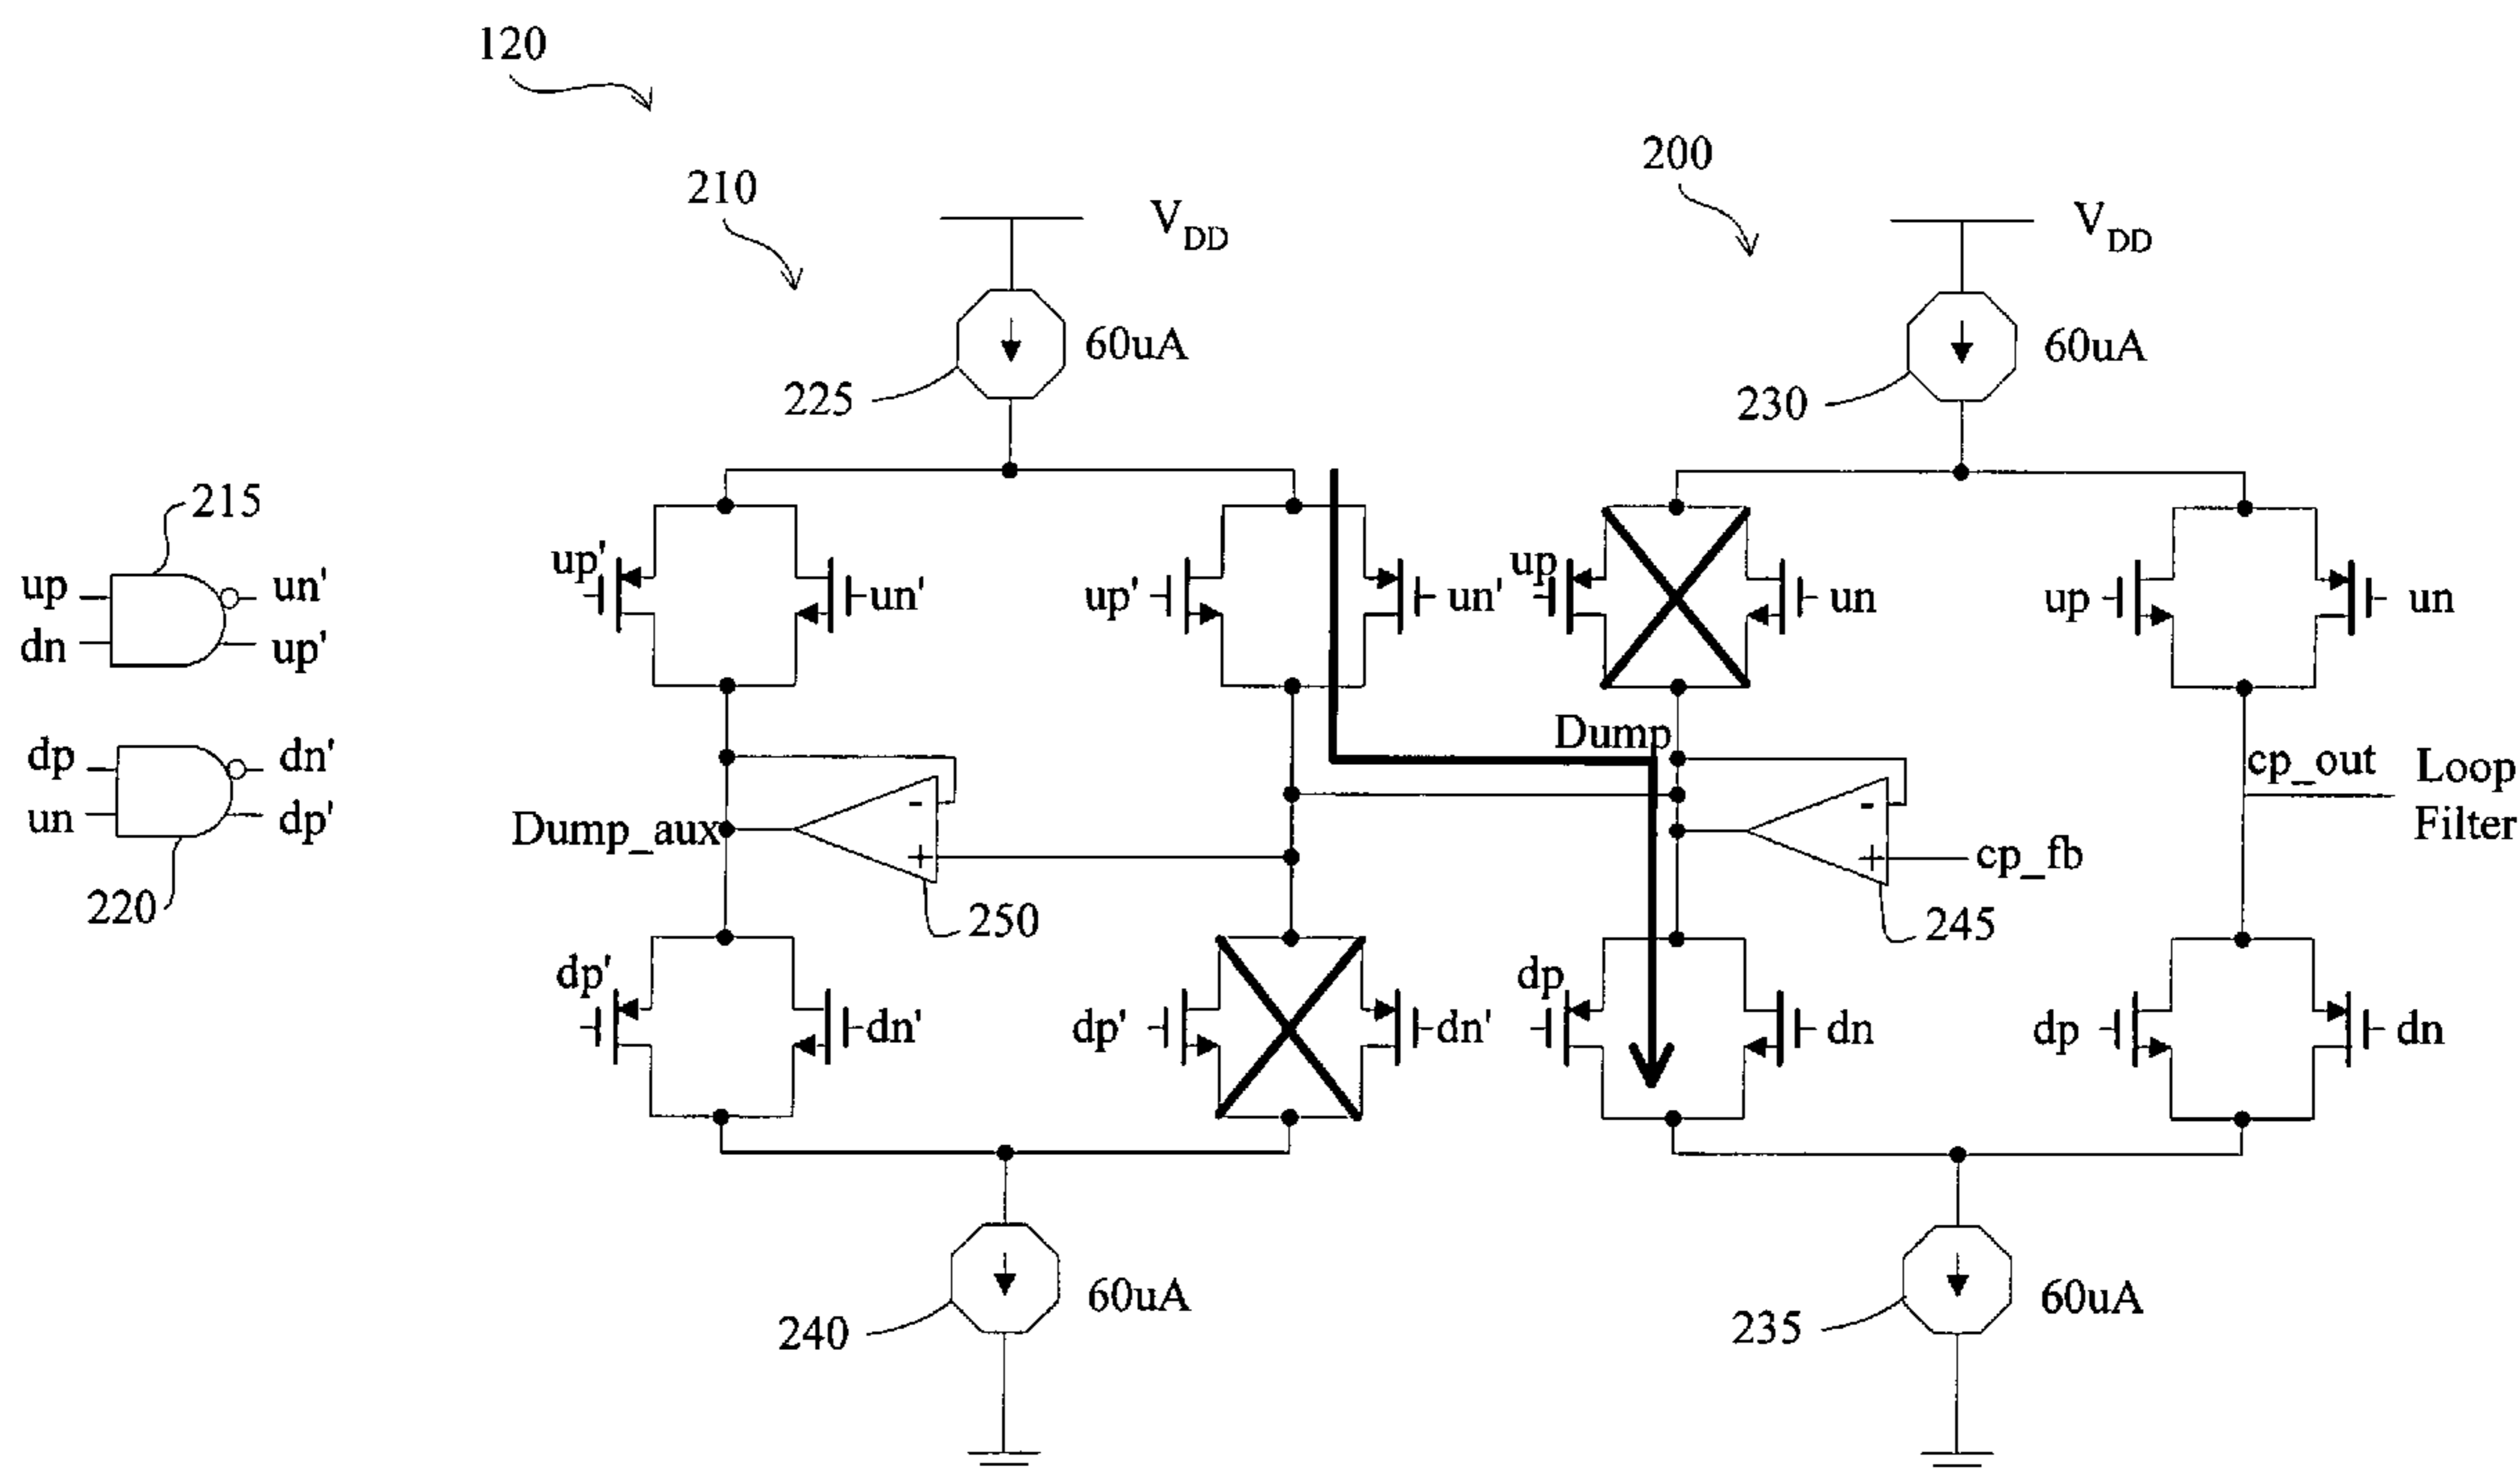 120
210
200
V_DD
V_DD
60uA
60uA
225
230
215
up
dn
un'
up'
up'
un'
up'
un'
up
un
up
un
dp
un
dn'
dp'
220
Dump
cp_out
Loop
Filter
Dump_aux
-
+
-
+
cp_fb
250
245
dp'
dn'
dp'
dn'
dp
dn
dp
dn
60uA
60uA
240
235